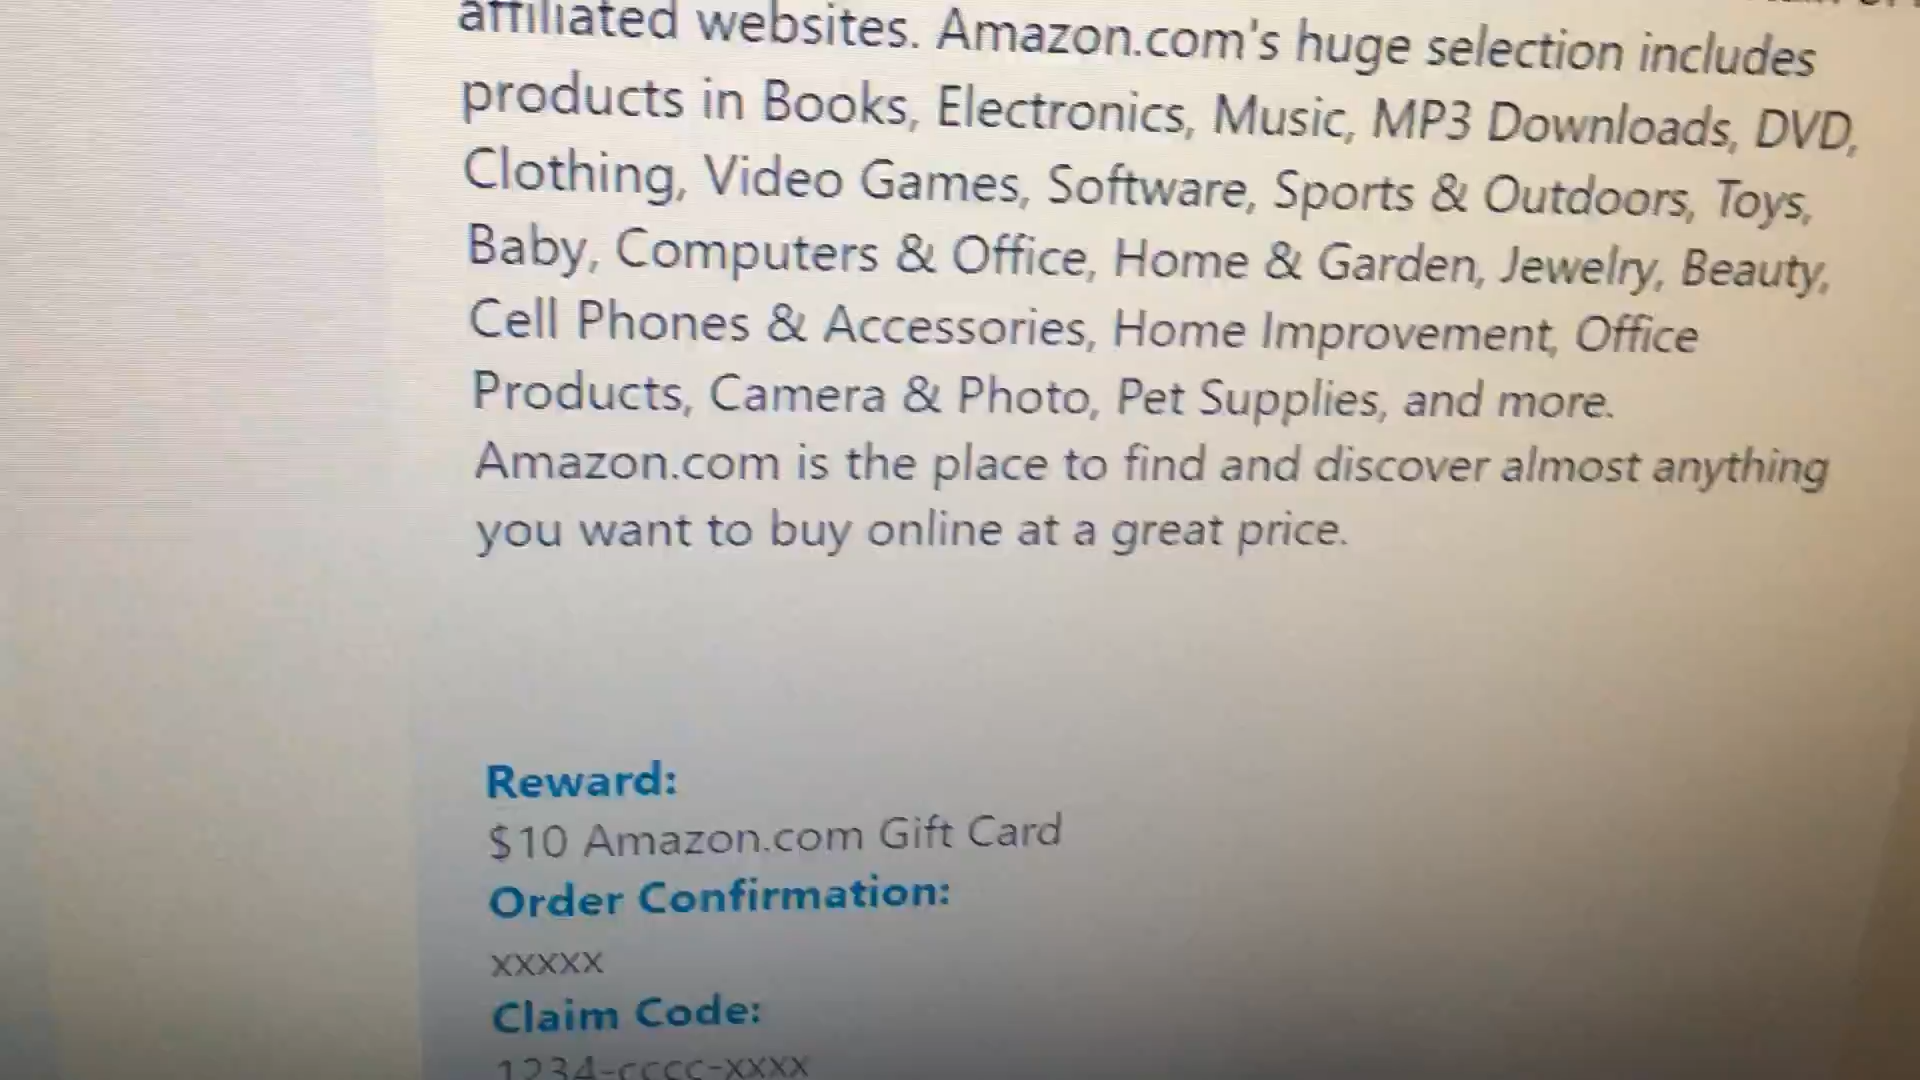 affiliated websites. Amazon.com's huge selection includes
products in Books, Electronics, Music, MP3 Downloads, DVD,
Clothing, Video Games, Software, Sports & Outdoors, Toys,
Baby, Computers & Office, Home & Garden, Jewelry, Beauty,
Cell Phones & Accessories, Home Improvement, Office
Products, Camera & Photo, Pet Supplies, and more.
Amazon.com is the place to find and discover almost anything
you want to buy online at a great price.
Reward:
$10 Amazon.com Gift Card
Order Confirmation:
xxxxx
Claim Code:
1234-cccc-xxxx